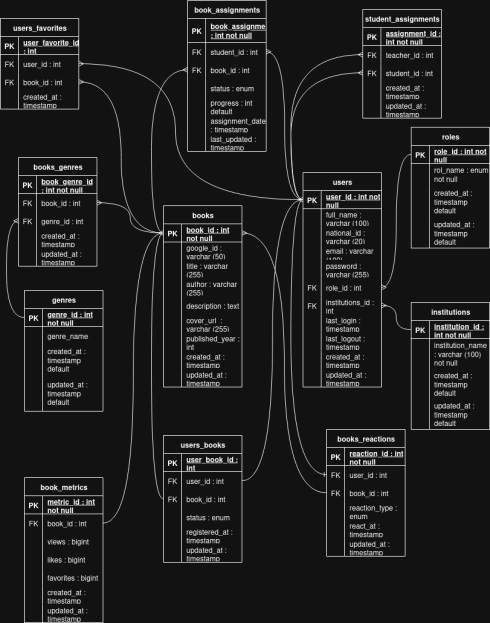 users_favorites
PK
user_favorite_id
: int
FK
user_id : int
FK
book_id : int
created_at :
timestamp
book_assignments
PK
book_assignme
: int not null
FK
student_id : int
FK
book_id : int
status : enum
progress : int
default
assignment_date
: timestamp
last_updated :
timestamp
student_assignments
PK
assignment_id :
int not null
FK
teacher_id : int
FK
student_id : int
created_at :
timestamp
updated_at :
timestamp
roles
PK
role_id : int not
null
rol_name : enum
not null
created_at :
timestamp
default
updated_at :
timestamp
default
books_genres
PK
book_genre_id
: int not null
FK
book_id : int
FK
genre_id : int
created_at :
timestamp
updated_at :
timestamp
books
PK
book_id : int
not null
google_id :
varchar (50)
title : varchar
(255)
author : varchar
(255)
description : text
cover_url :
varchar (255)
published_year :
int
created_at :
timestamp
updated_at :
timestamp
users
PK
user_id : int not
null
full_name :
varchar (100)
national_id :
varchar (20)
email : varchar
(100)
password :
varchar (255)
FK
role_id : int
FK
institutions_id :
int
last_login :
timestamp
last_logout :
timestamp
created_at :
timestamp
updated_at :
timestamp
genres
PK
genre_id : int
not null
genre_name
created_at :
timestamp
default
updated_at :
timestamp
default
institutions
PK
institution_id :
int not null
institution_name
: varchar (100)
not null
created_at :
timestamp
default
updated_at :
timestamp
default
users_books
PK
user_book_id :
int
FK
user_id : int
FK
book_id : int
status : enum
registered_at :
timestamp
updated_at :
timestamp
books_reactions
PK
reaction_id : int
not null
FK
user_id : int
FK
book_id : int
reaction_type :
enum
react_at :
timestamp
updated_at :
timestamp
book_metrics
PK
metric_id : int
not null
FK
book_id : int
views : bigint
likes : bigint
favorites : bigint
created_at :
timestamp
updated_at :
timestamp